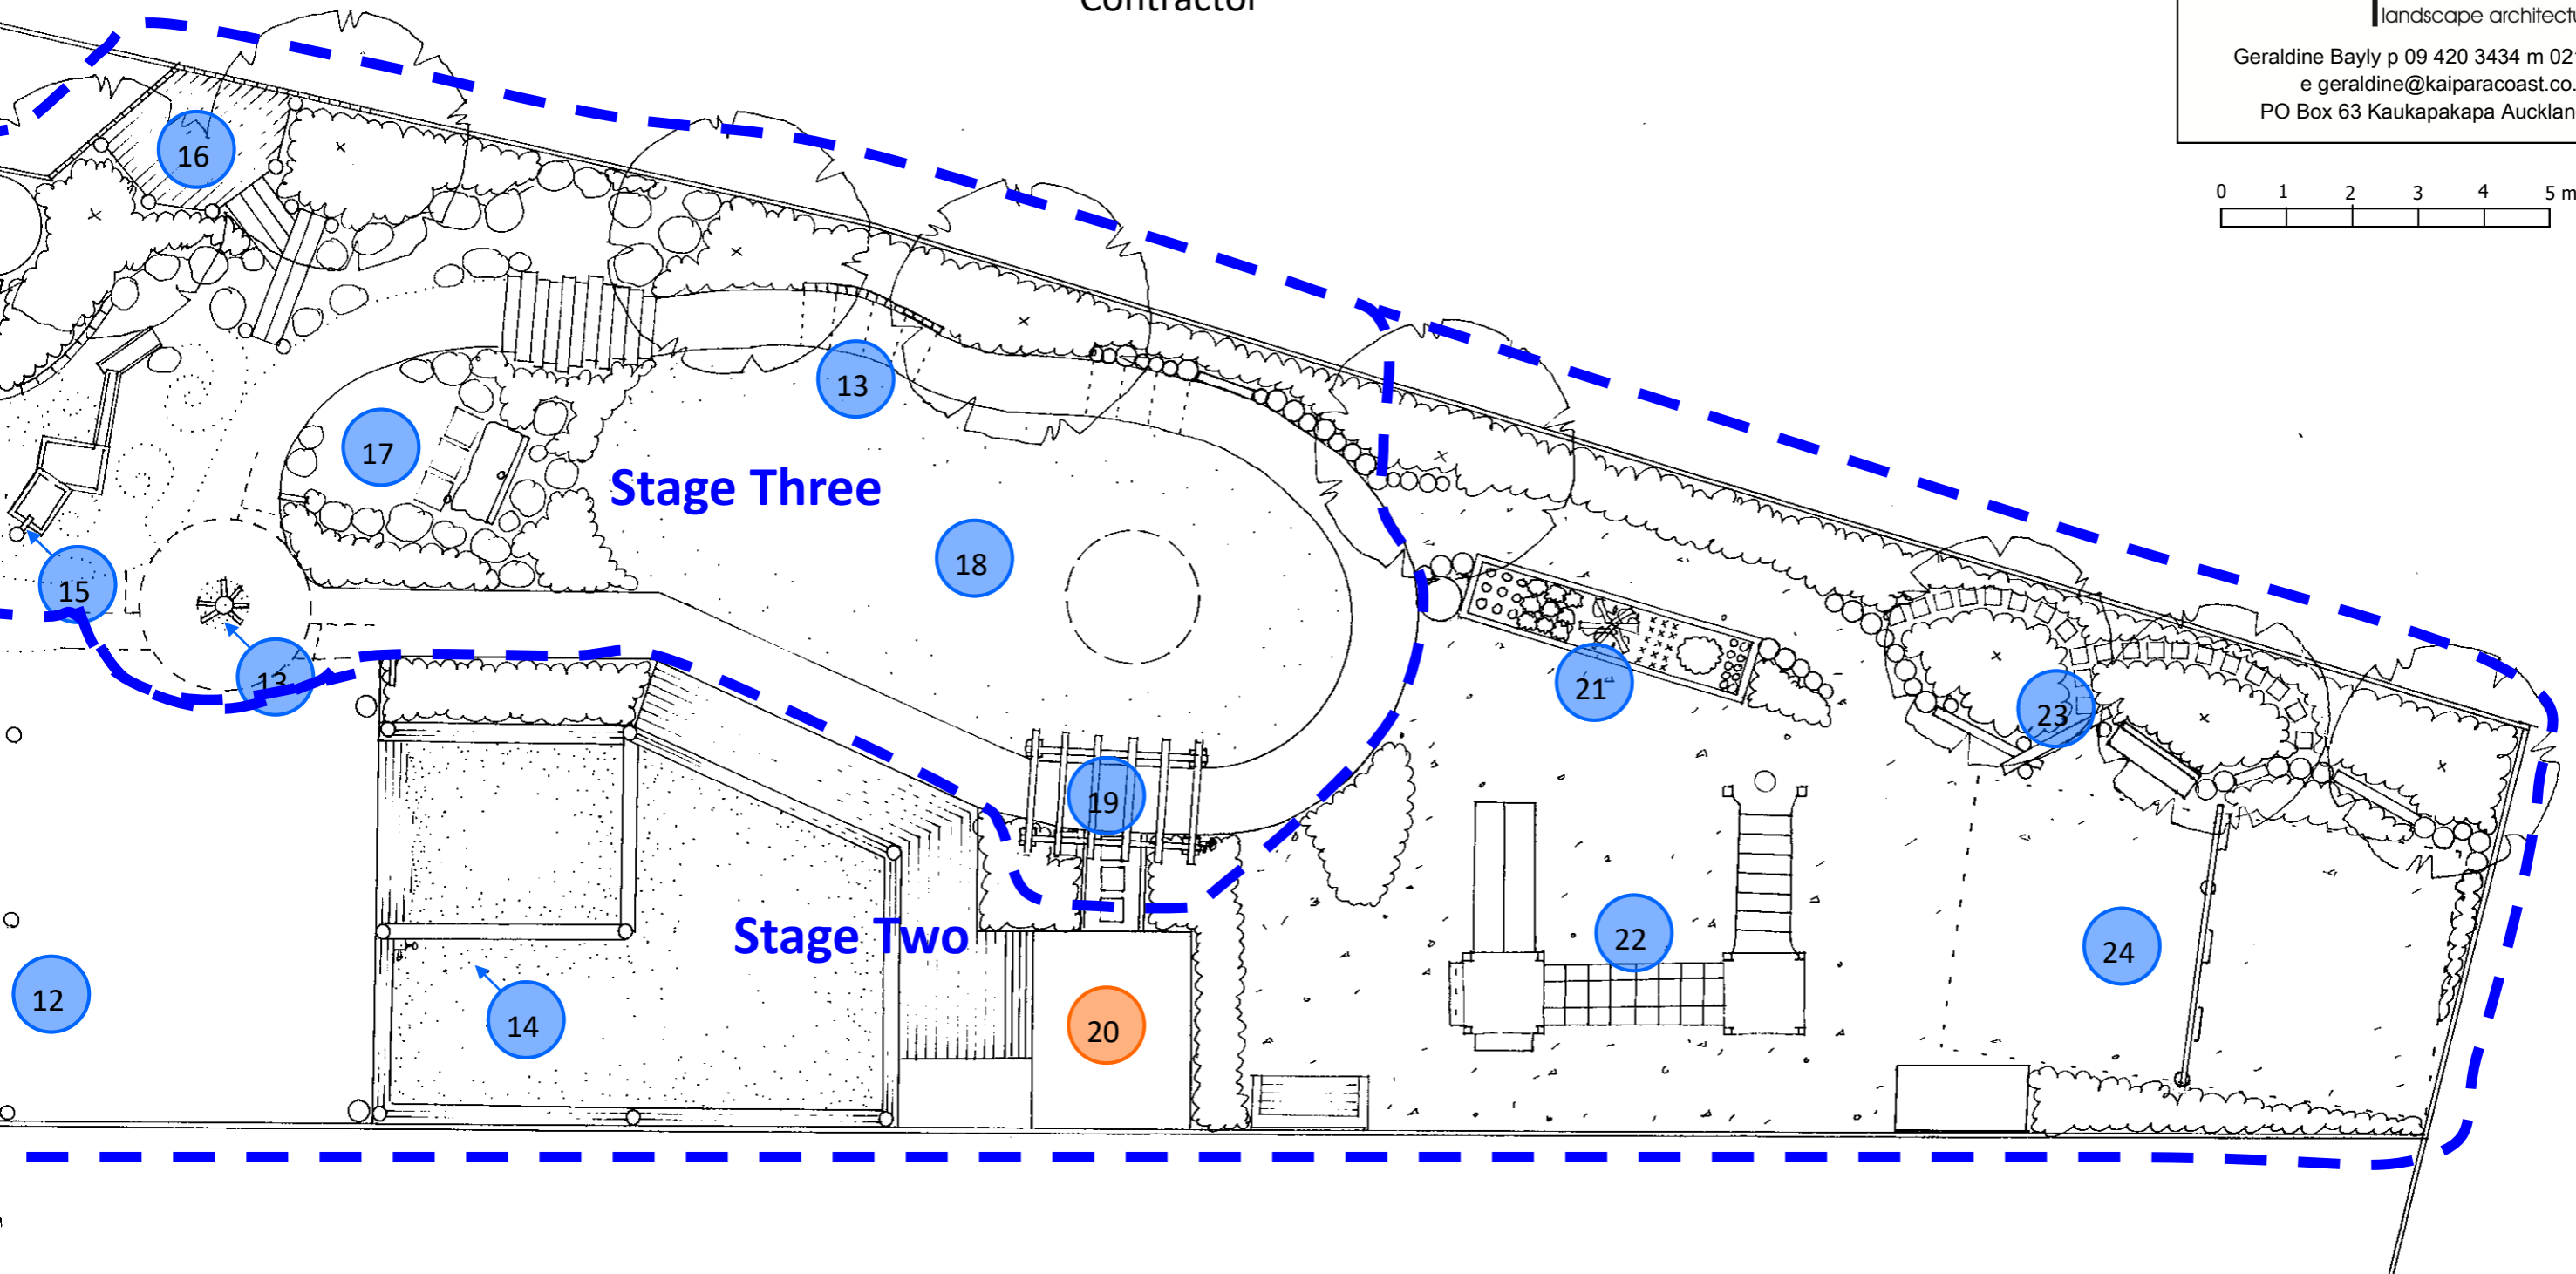 Contractor
landscape architectu
Geraldine Bayly p 09 420 3434 m 02
e geraldine@kaiparacoast.co.
PO Box 63 Kaukapakapa Aucklan
0 1 2 3 4 5 m
16
13
17
Stage Three
18
15
13
21
23
19
22
Stage Two
24
12
14
20